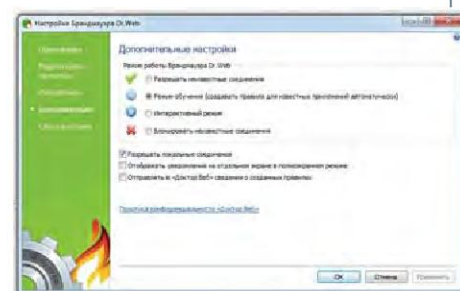 Настройки Брандмауэра Dr.Web
Дополнительные настройки
Режим работы Брандмауэра Dr.Web
Разрешать неизвестные соединения
Режим обучения (создавать правила для известных приложений автоматически)
Интерактивный режим
Блокировать неизвестные соединения
Разрешать локальные соединения
Отображать уведомления на отдельном экране в полноэкранном режиме
Отправлять в «Доктор Веб» сведения о созданных правилах
Политика конфиденциальности «Доктор Веб»
ОК Отмена Применить